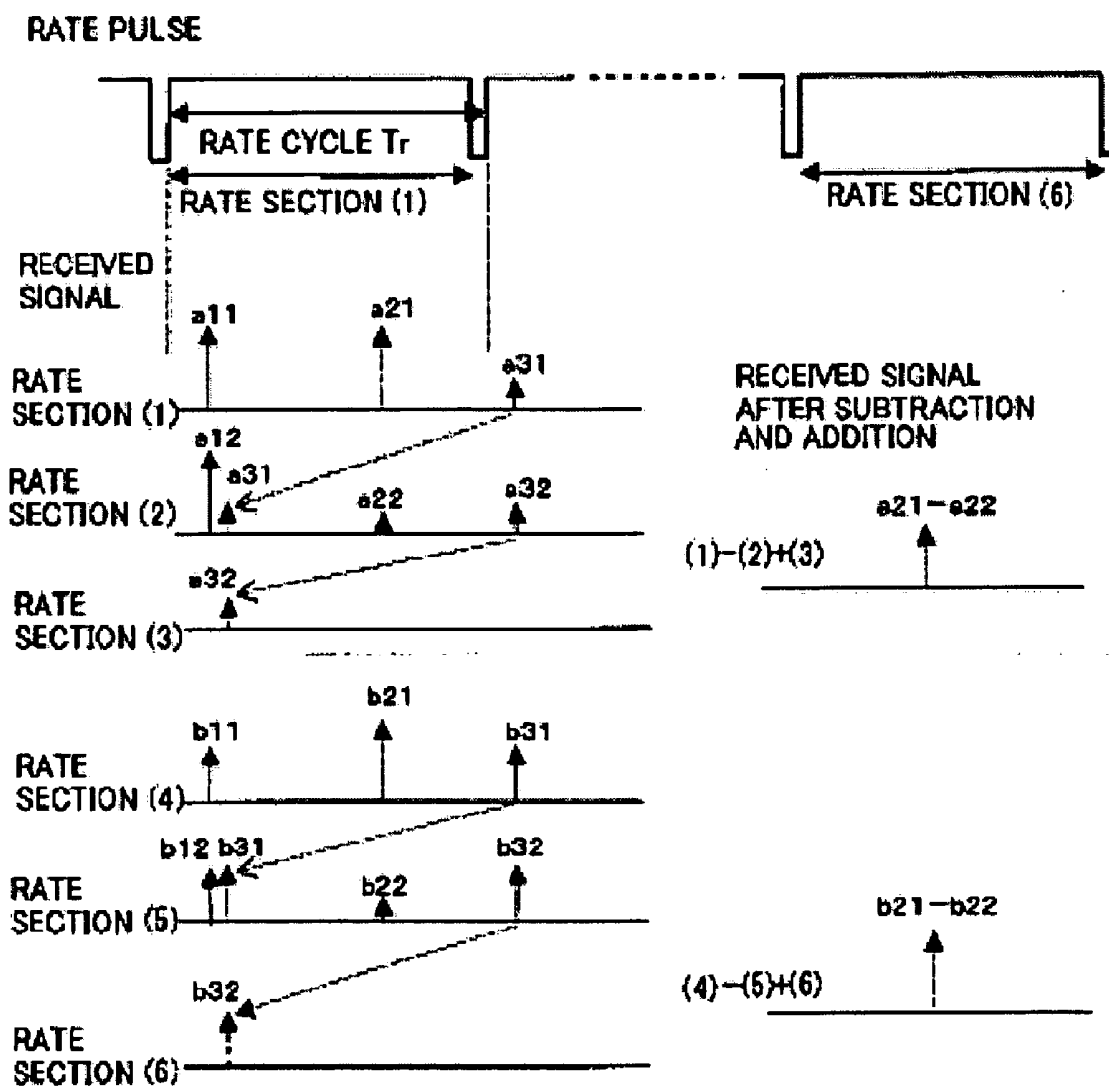 RATE PULSE
RATE CYCLE Tr
RATE SECTION (1)
RATE SECTION (6)
RECEIVED
SIGNAL
a11
a21
a31
RATE
SECTION (1)
RECEIVED SIGNAL
AFTER SUBTRACTION
AND ADDITION
a12
a31
a22
a32
RATE
SECTION (2)
a21-a22
(1)-(2)+(3)
a32
RATE
SECTION (3)
b11
b21
b31
RATE
SECTION (4)
b12
b31
b22
b32
RATE
SECTION (5)
b21-b22
(4)-(5)+(6)
b32
RATE
SECTION (6)